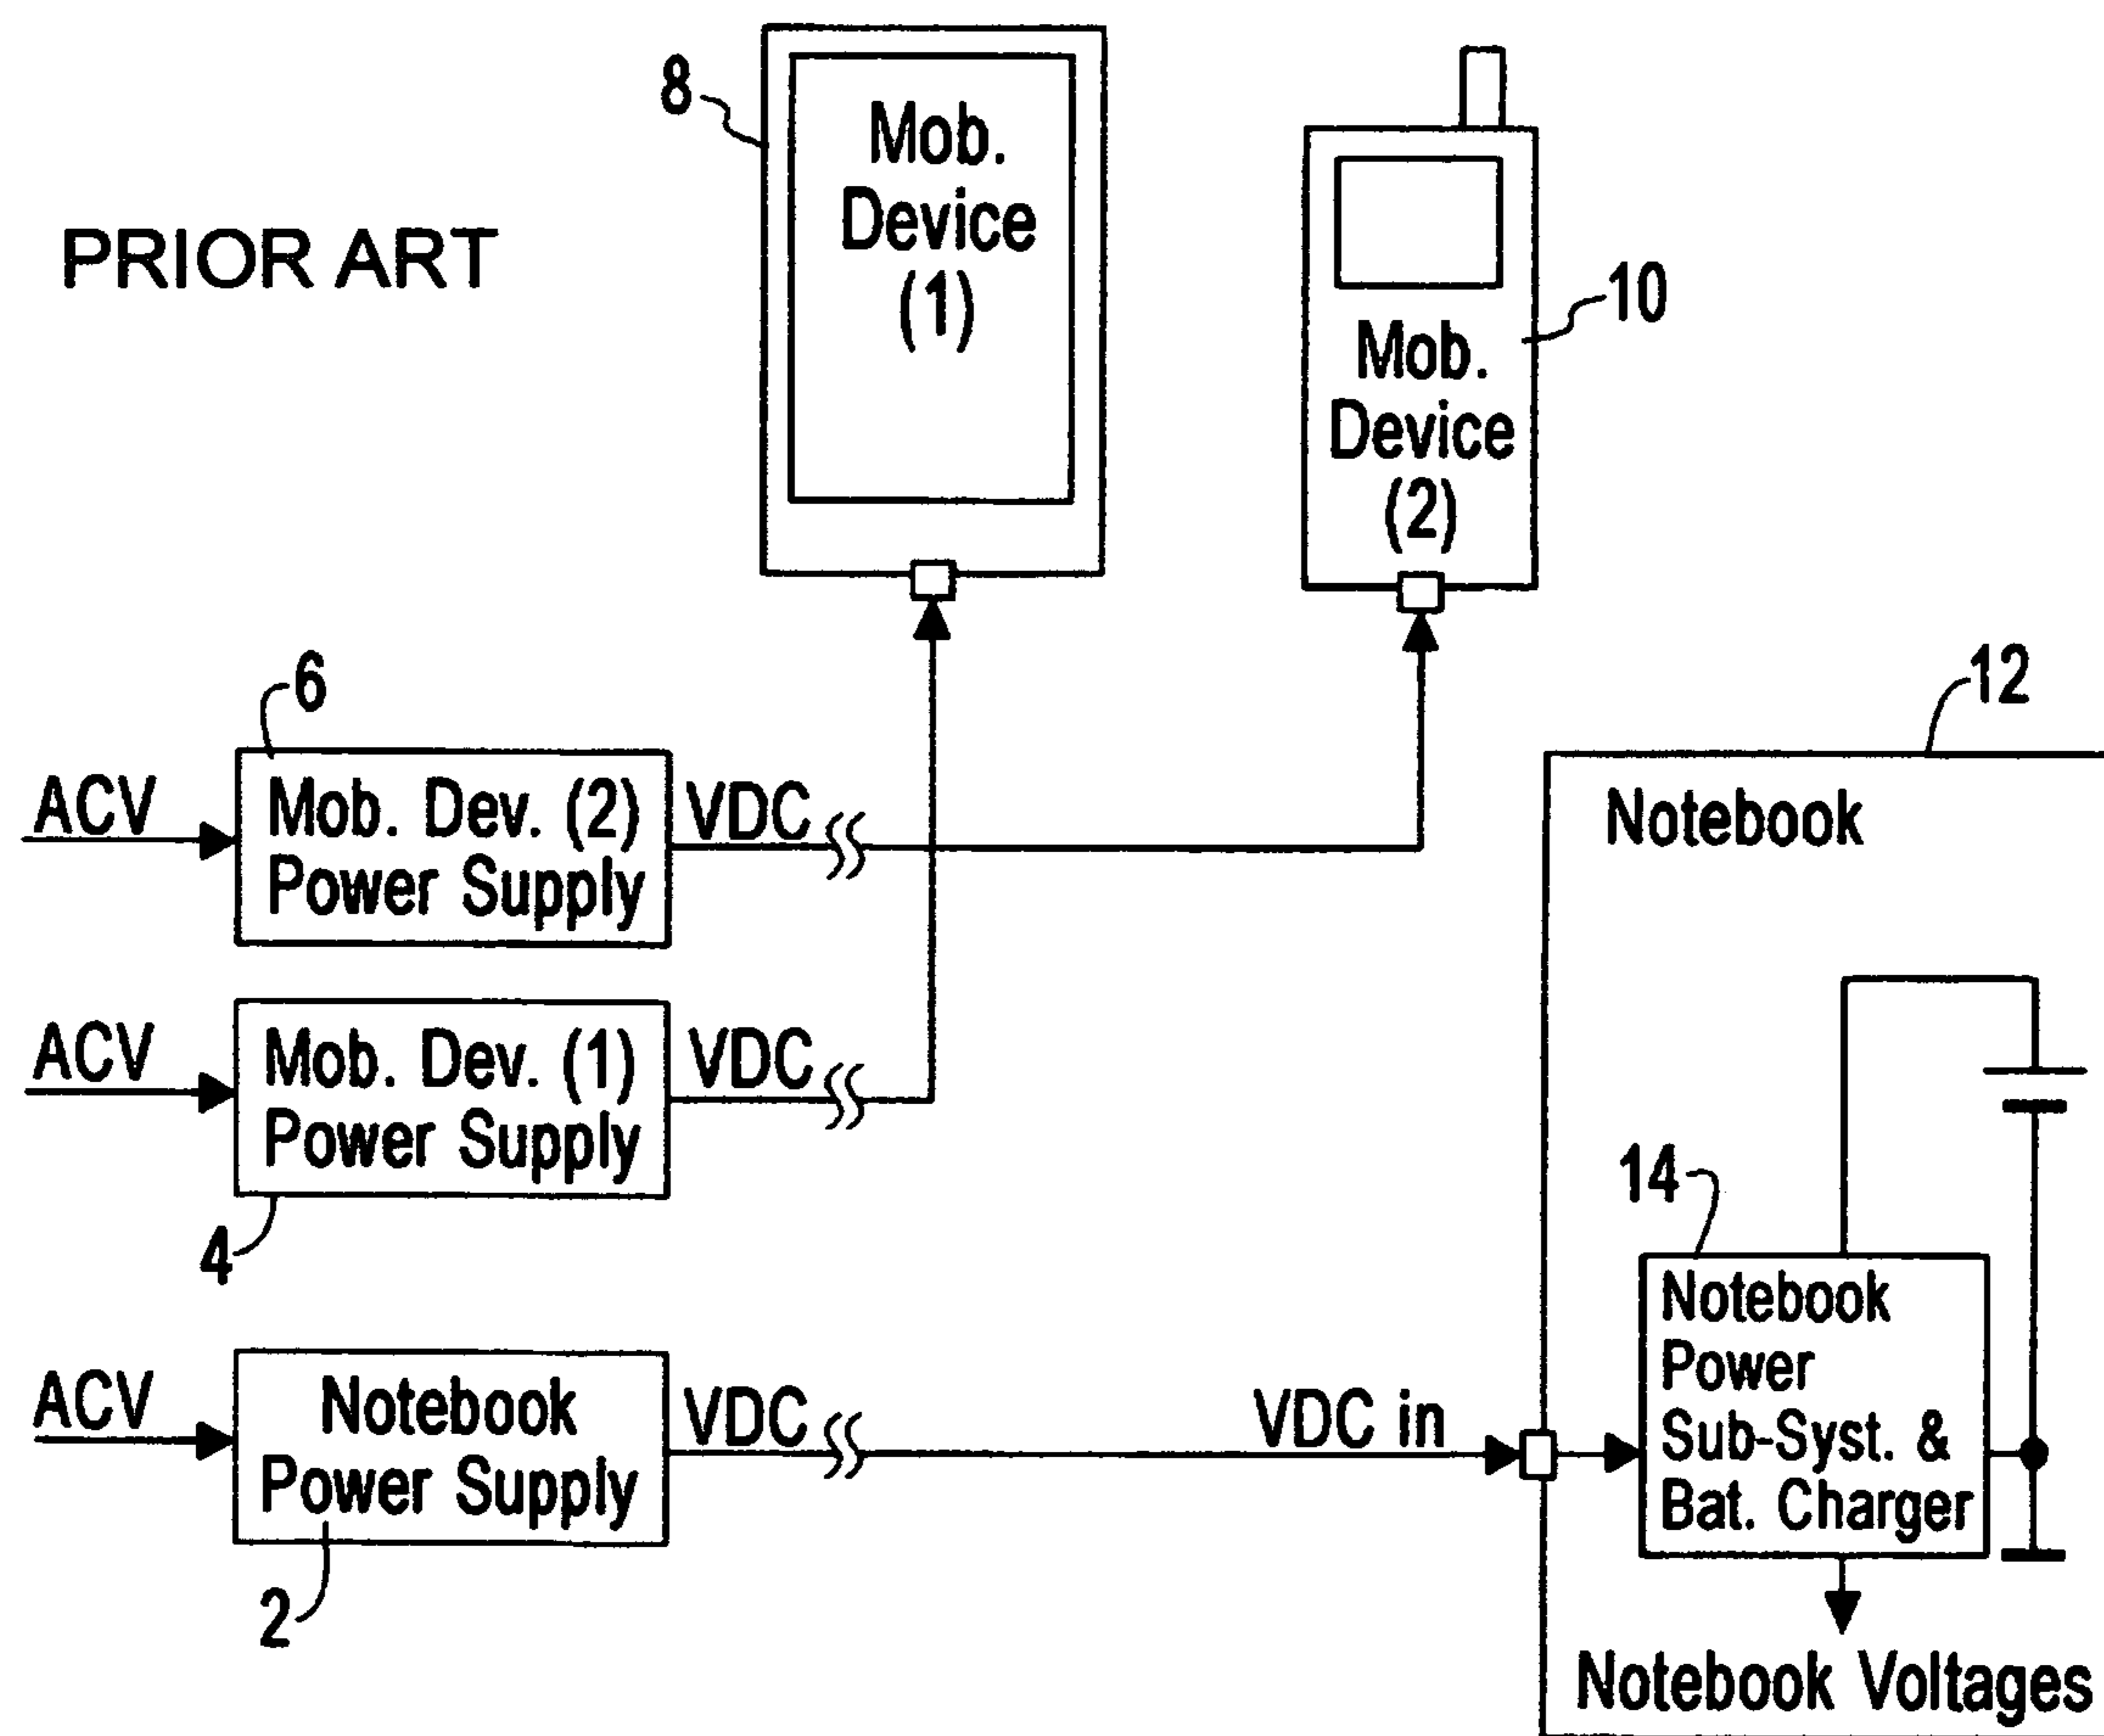 PRIOR ART
8
Mob.
Device
(1)
10
Mob.
Device
(2)
6
ACV
Mob. Dev. (2)
Power Supply
VDC
12
Notebook
ACV
Mob. Dev. (1)
Power Supply
VDC
4
14
Notebook
Power
Sub-Syst. &
Bat. Charger
ACV
Notebook
Power Supply
VDC
VDC in
2
Notebook Voltages